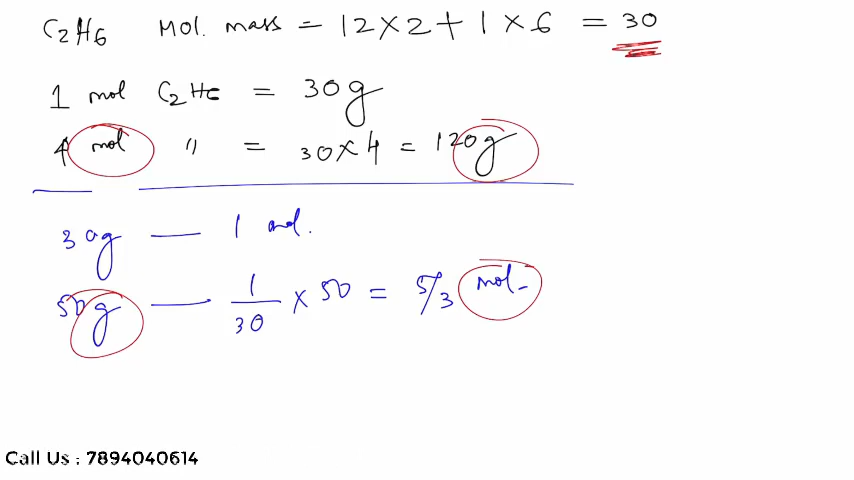 C₂H₆ Mol. mass = 12×2+1×6 = 30
1 mol C₂H6 = 30g
4 mol " = 30×4 = 120g
30g — 1 mol.
50g — 1/30 × 50 = 5/3 mol.
Call Us : 7894040614